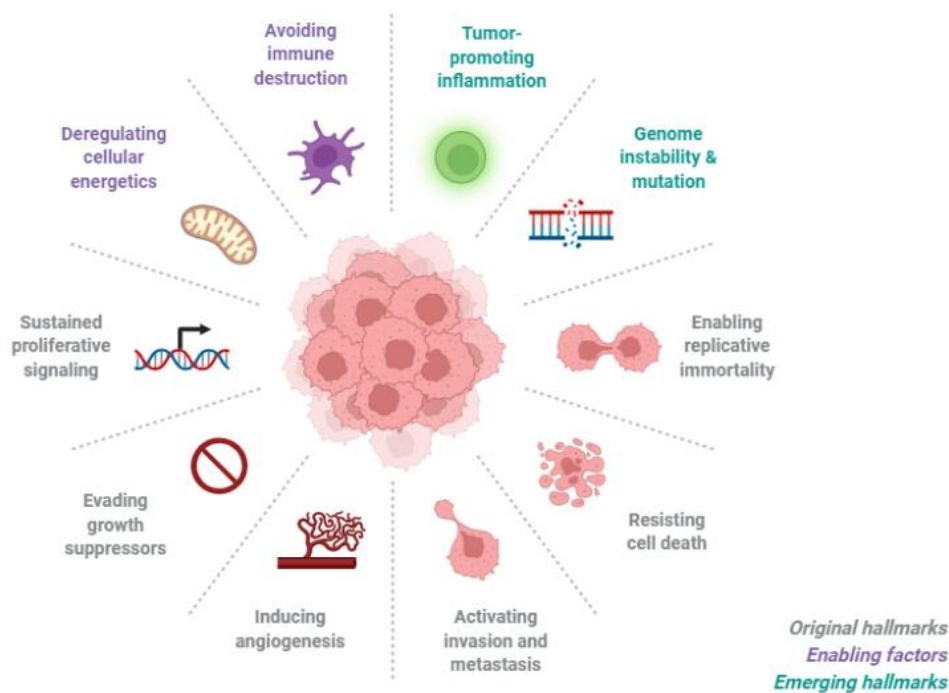 Avoiding
immune
destruction
Tumor-
promoting
inflammation
Deregulating
cellular
energetics
Genome
instability &
mutation
Sustained
proliferative
signaling
Enabling
replicative
immortality
Evading
growth
suppressors
Resisting
cell death
Inducing
angiogenesis
Activating
invasion and
metastasis
Original hallmarks
Enabling factors
Emerging hallmarks